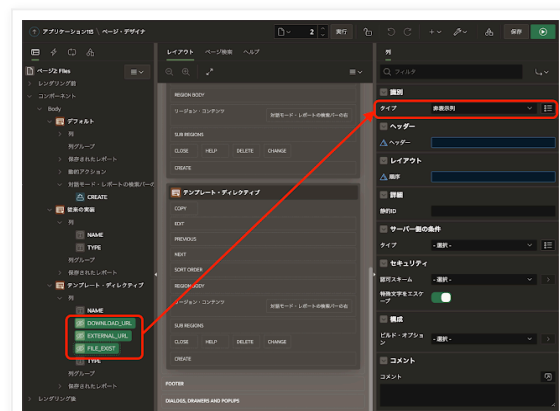 アプリケーション115 \ ページ・デザイナ
2
実行
保存
ページ2: Files
レンダリング前
コンポーネント
Body
デフォルト
列
列グループ
保存されたレポート
動的アクション
対話モード・レポートの検索バーの
CREATE
従来の実装
列
NAME
TYPE
列グループ
保存されたレポート
テンプレート・ディレクティブ
列
NAME
DOWNLOAD_URL
EXTERNAL_URL
FILE_EXIST
TYPE
列グループ
保存されたレポート
レンダリング後
レイアウト ページ検索 ヘルプ
REGION BODY
リージョン・コンテンツ
対話モード・レポートの検索バーの右
SUB REGIONS
CLOSE HELP DELETE CHANGE
CREATE
テンプレート・ディレクティブ
COPY
EDIT
PREVIOUS
NEXT
SORT ORDER
REGION BODY
リージョン・コンテンツ
対話モード・レポートの検索バーの右
SUB REGIONS
CLOSE HELP DELETE CHANGE
CREATE
FOOTER
DIALOGS, DRAWERS AND POPUPS
列
フィルタ
識別
タイプ 非表示列
ヘッダー
ヘッダー
レイアウト
順序
詳細
静的ID
サーバー側の条件
タイプ - 選択 -
セキュリティ
認可スキーム - 選択 -
特殊文字をエスケープ
構成
ビルド・オプション - 選択 -
コメント
コメント